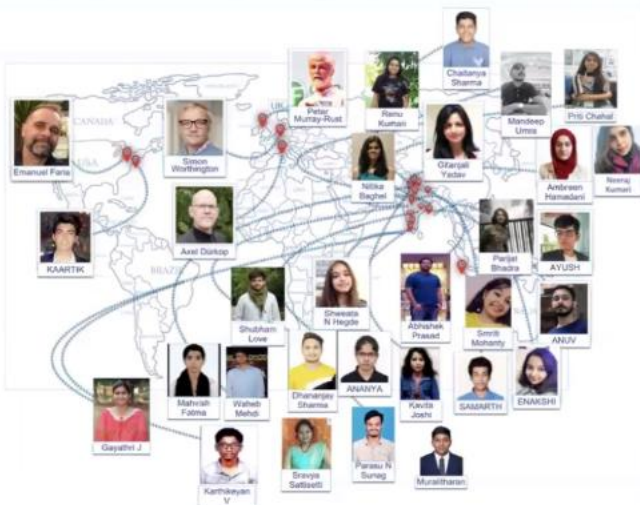 Chaitanya
Sharma
UK
Peter
Murray-Rust
Renu
Kumari
Mandeep
Priti Chahal
CANADA
USA
Emanuel Faria
Simon
Worthington
Nitika
Baghel
Gitanjali
Yadav
Ambreen
Hamadani
Neeraj
Kumari
KAARTIK
Axel Dürkop
BRAZIL
Parijat
Bhadra
AYUSH
Shubham
Love
Shweata
N Hegde
Abhishek
Prasad
Smriti
Mohanty
ANUV
Mahvish
Fatma
Waheb
Mehdi
Dhananjay
Sharma
ANANYA
Kavita
Joshi
SAMARTH
ENAKSHI
Gayathri J
Karthikeyan
V
Sravya
Sattisetti
Parasu N
Sunag
Muralitharan